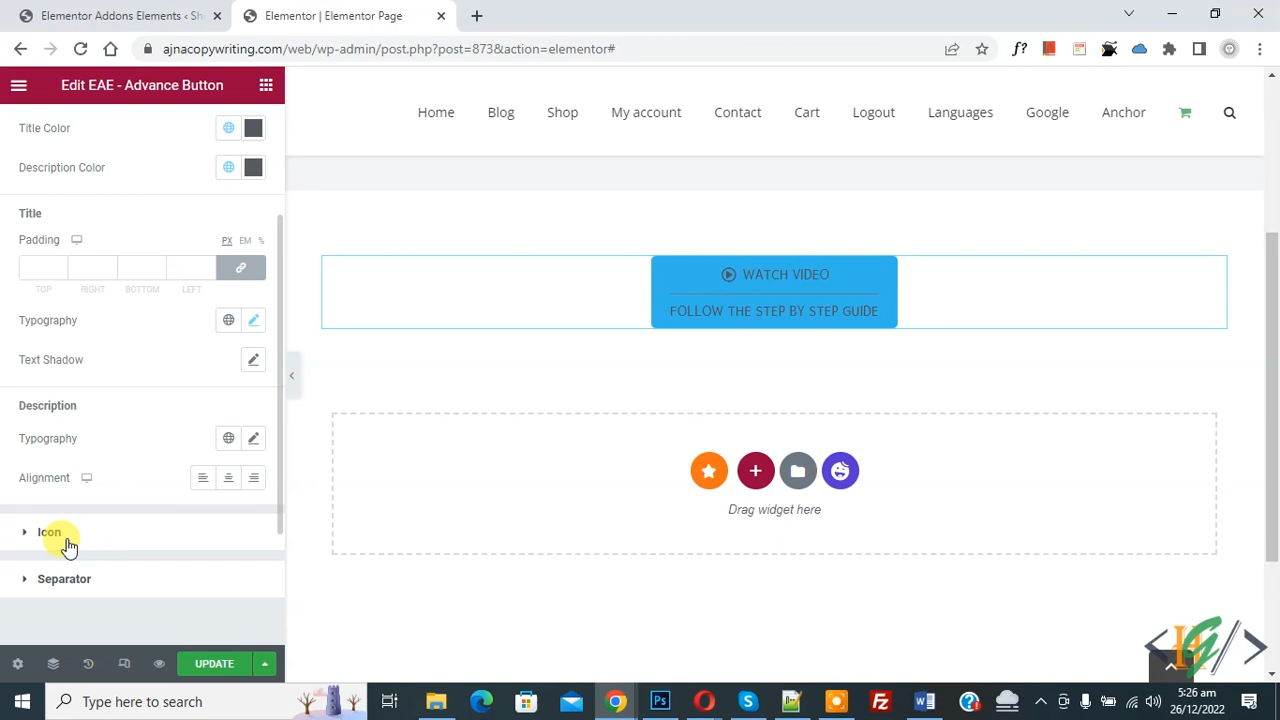 Elementor Addons Elements ‹ Sh
Elementor | Elementor Page
ajnacopywriting.com/web/wp-admin/post.php?post=873&action=elementor#
f?
Edit EAE - Advance Button
Home
Blog
Shop
My account
Contact
Cart
Logout
Languages
Google
Anchor
Title Color
Description Color
Title
Padding
PX EM %
TOP RIGHT BOTTOM LEFT
Typography
Text Shadow
Description
Typography
Alignment
Icon
Separator
UPDATE
WATCH VIDEO
FOLLOW THE STEP BY STEP GUIDE
Drag widget here
Type here to search
5:26 am
26/12/2022